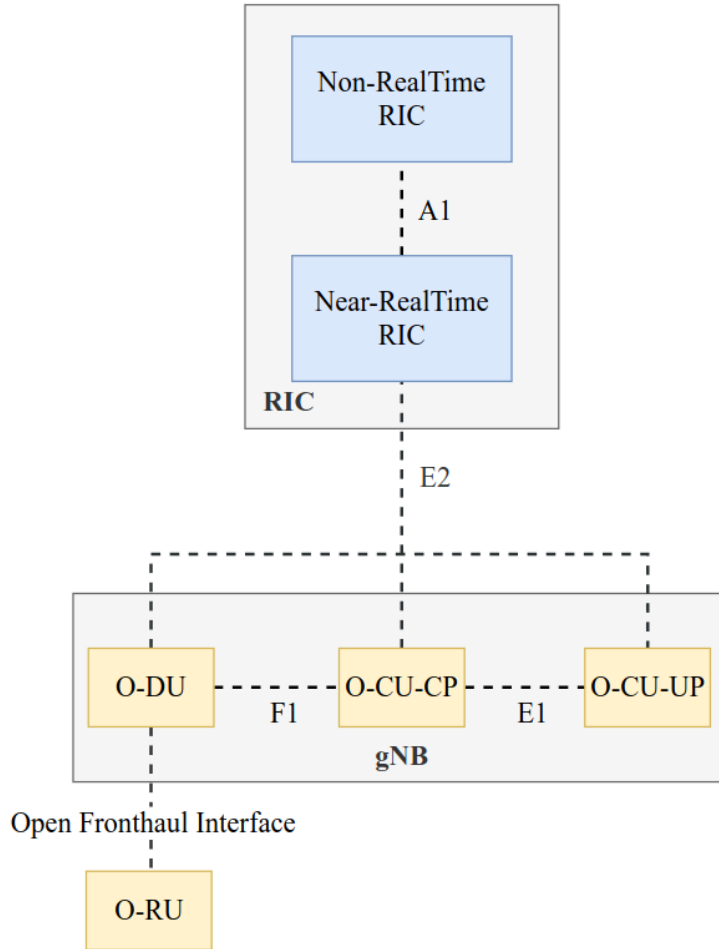 Non-RealTime
RIC
A1
Near-RealTime
RIC
RIC
E2
O-DU
O-CU-CP
O-CU-UP
F1
E1
gNB
Open Fronthaul Interface
O-RU